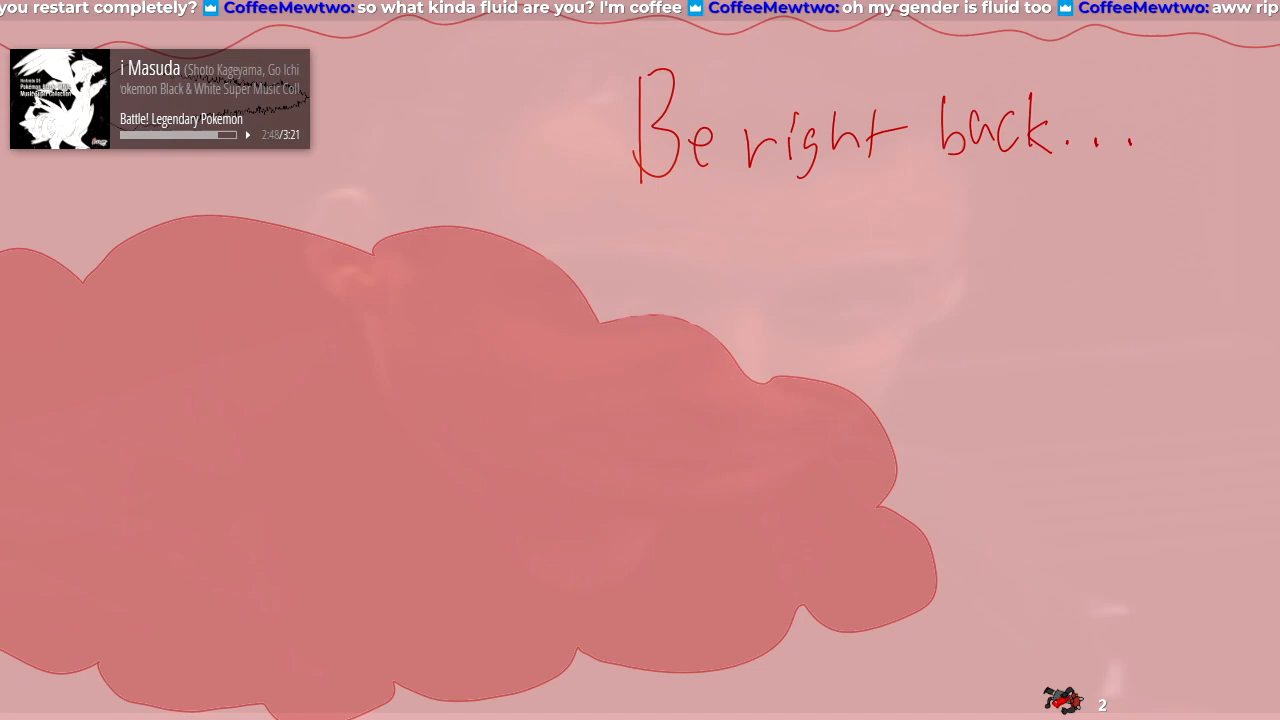 you restart completely? CoffeeMewtwo: so what kinda fluid are you? I'm coffee CoffeeMewtwo: oh my gender is fluid too CoffeeMewtwo: aww rip
i Masuda (Shoto Kageyama, Go Ichi
Pokemon Black & White Super Music Coll
Battle! Legendary Pokemon
2:48/3:21
Be right back...
2